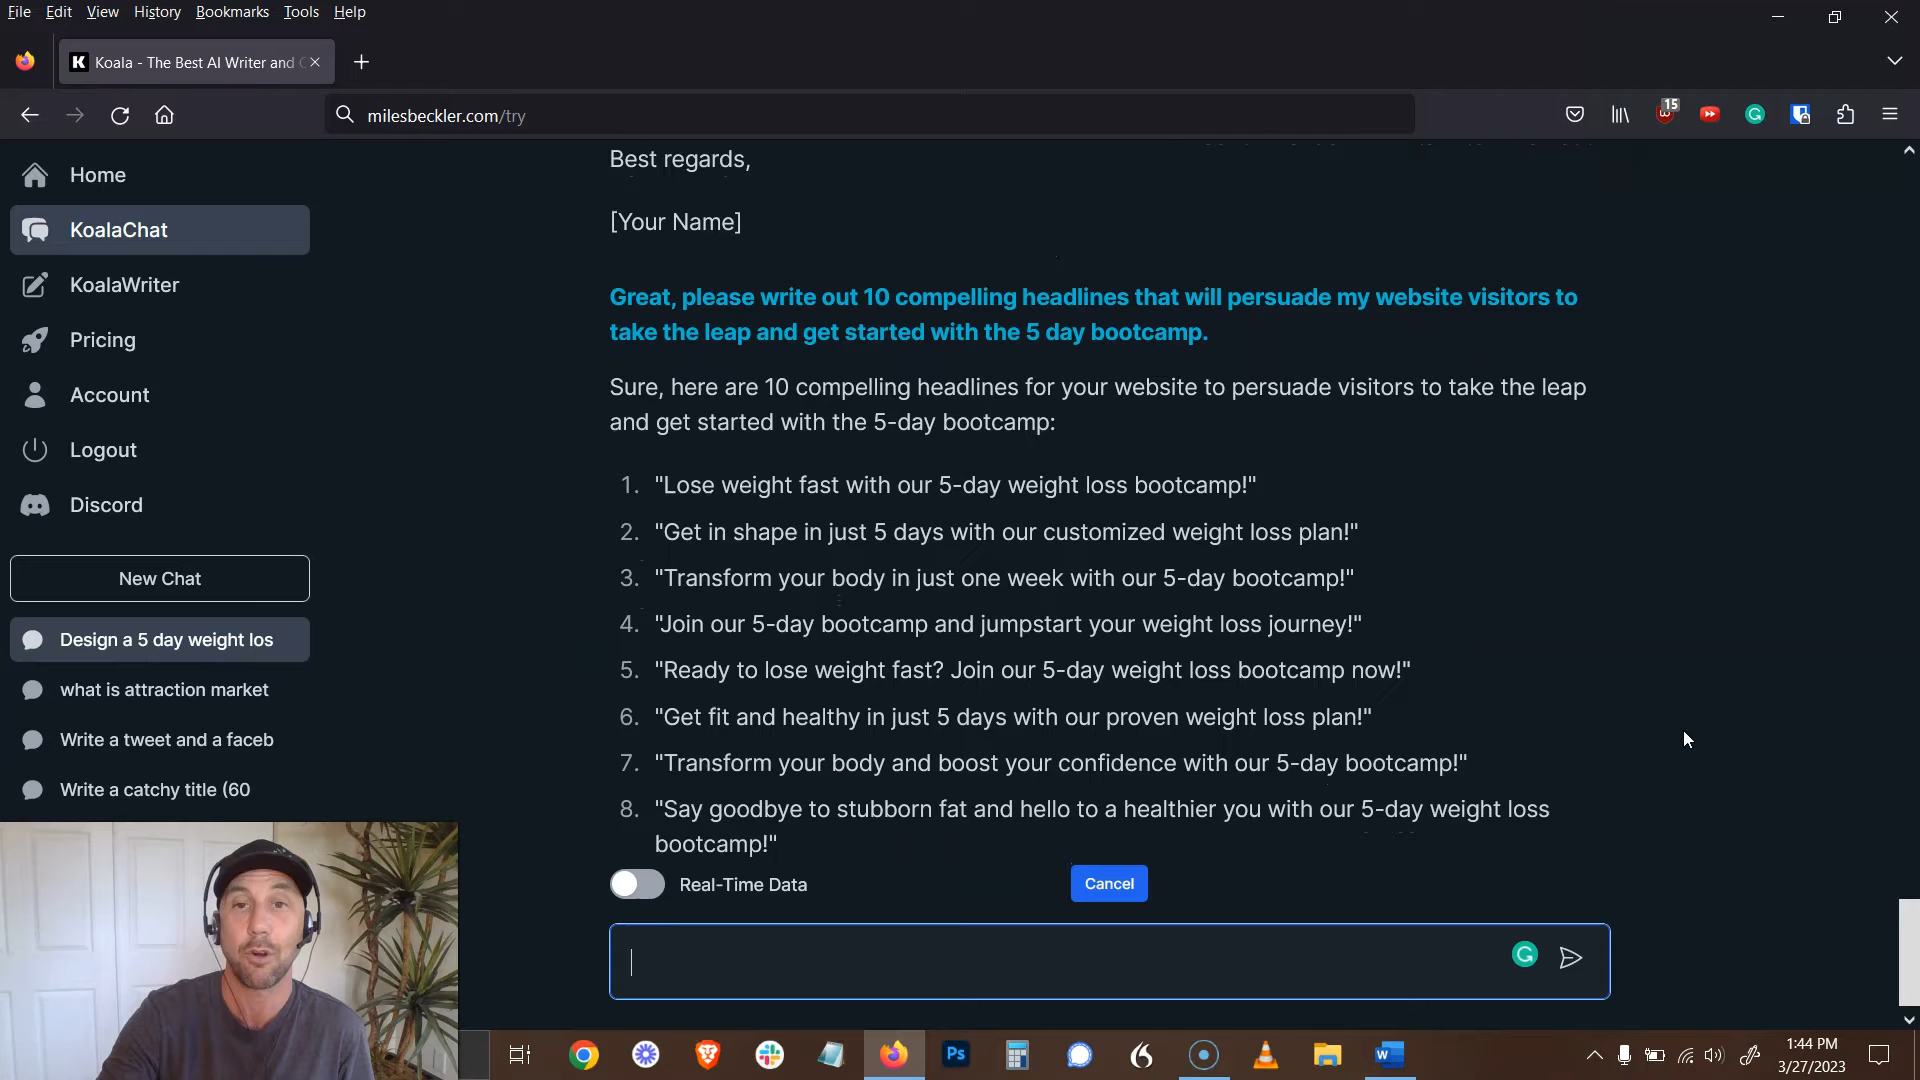 File Edit View History Bookmarks Tools Help
Koala - The Best AI Writer and
milesbeckler.com/try
15
Home
KoalaChat
KoalaWriter
Pricing
Account
Logout
Discord
New Chat
Design a 5 day weight los
what is attraction market
Write a tweet and a faceb
Write a catchy title (60
Best regards,
[Your Name]
Great, please write out 10 compelling headlines that will persuade my website visitors to
take the leap and get started with the 5 day bootcamp.
Sure, here are 10 compelling headlines for your website to persuade visitors to take the leap
and get started with the 5-day bootcamp:
1. "Lose weight fast with our 5-day weight loss bootcamp!"
2. "Get in shape in just 5 days with our customized weight loss plan!"
3. "Transform your body in just one week with our 5-day bootcamp!"
4. "Join our 5-day bootcamp and jumpstart your weight loss journey!"
5. "Ready to lose weight fast? Join our 5-day weight loss bootcamp now!"
6. "Get fit and healthy in just 5 days with our proven weight loss plan!"
7. "Transform your body and boost your confidence with our 5-day bootcamp!"
8. "Say goodbye to stubborn fat and hello to a healthier you with our 5-day weight loss
bootcamp!"
Real-Time Data
Cancel
Ps
1:44 PM
3/27/2023